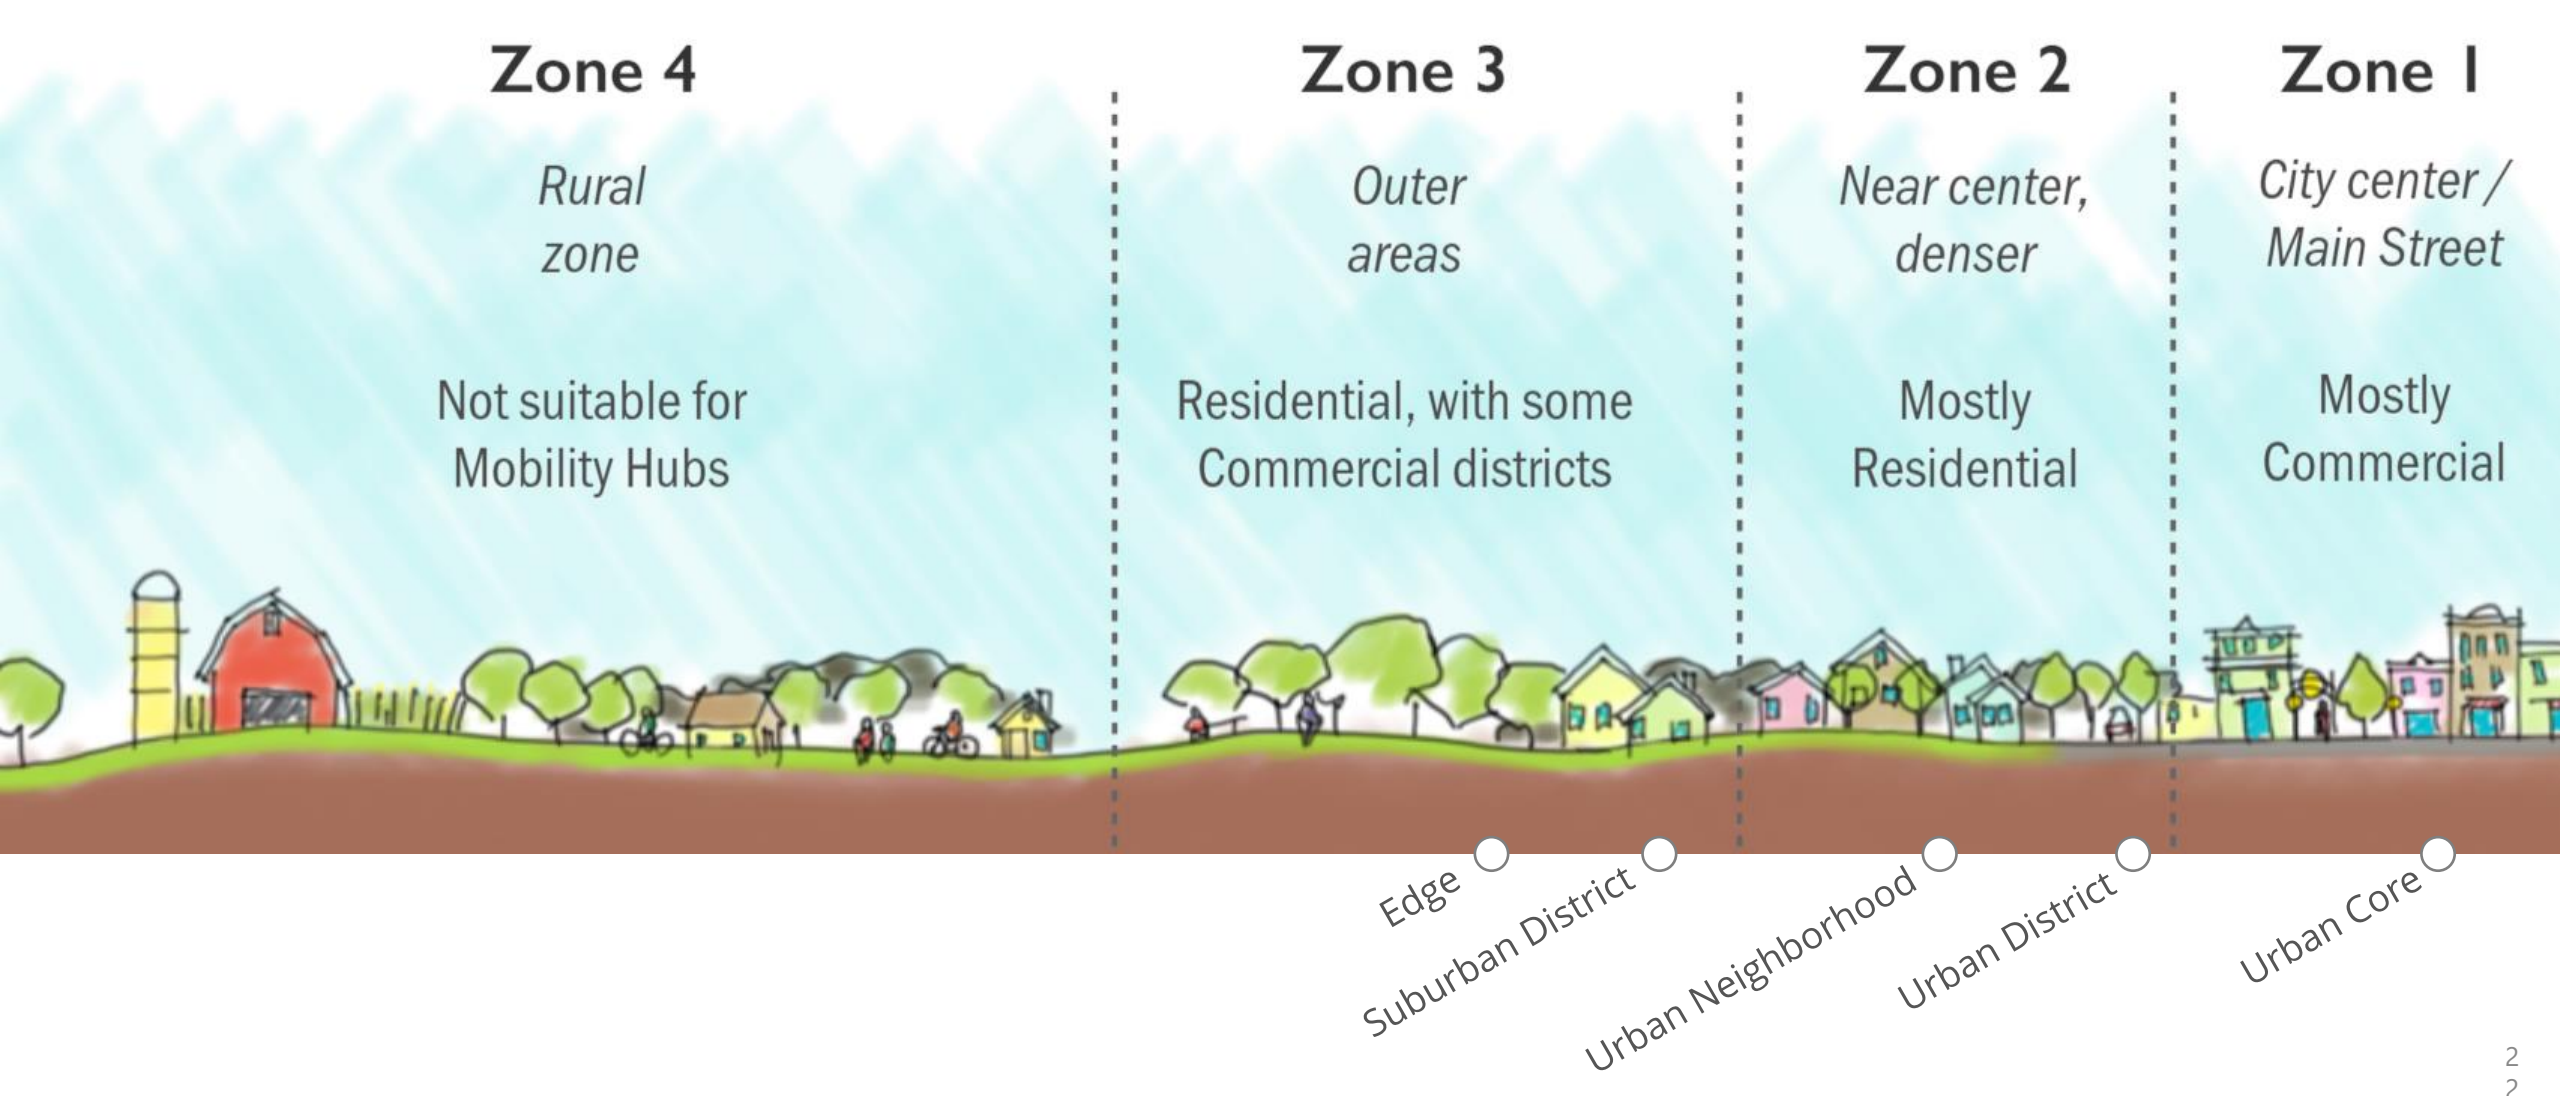 Zone 4
Zone 3
Zone 2
Zone 1
Rural
zone
Outer
areas
Near center,
denser
City center /
Main Street
Not suitable for
Mobility Hubs
Residential, with some
Commercial districts
Mostly
Residential
Mostly
Commercial
Edge
Suburban District
Urban Neighborhood
Urban District
Urban Core
2
2